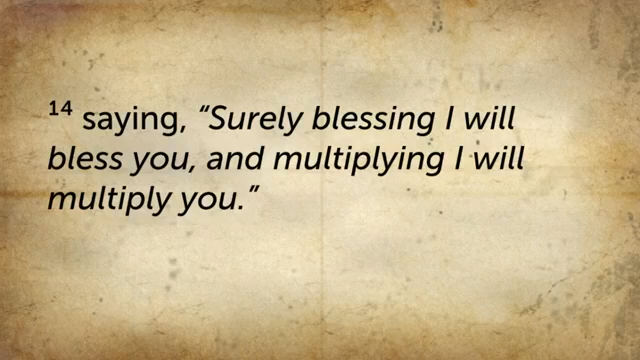 14 saying, “Surely blessing I will
bless you, and multiplying I will
multiply you.”